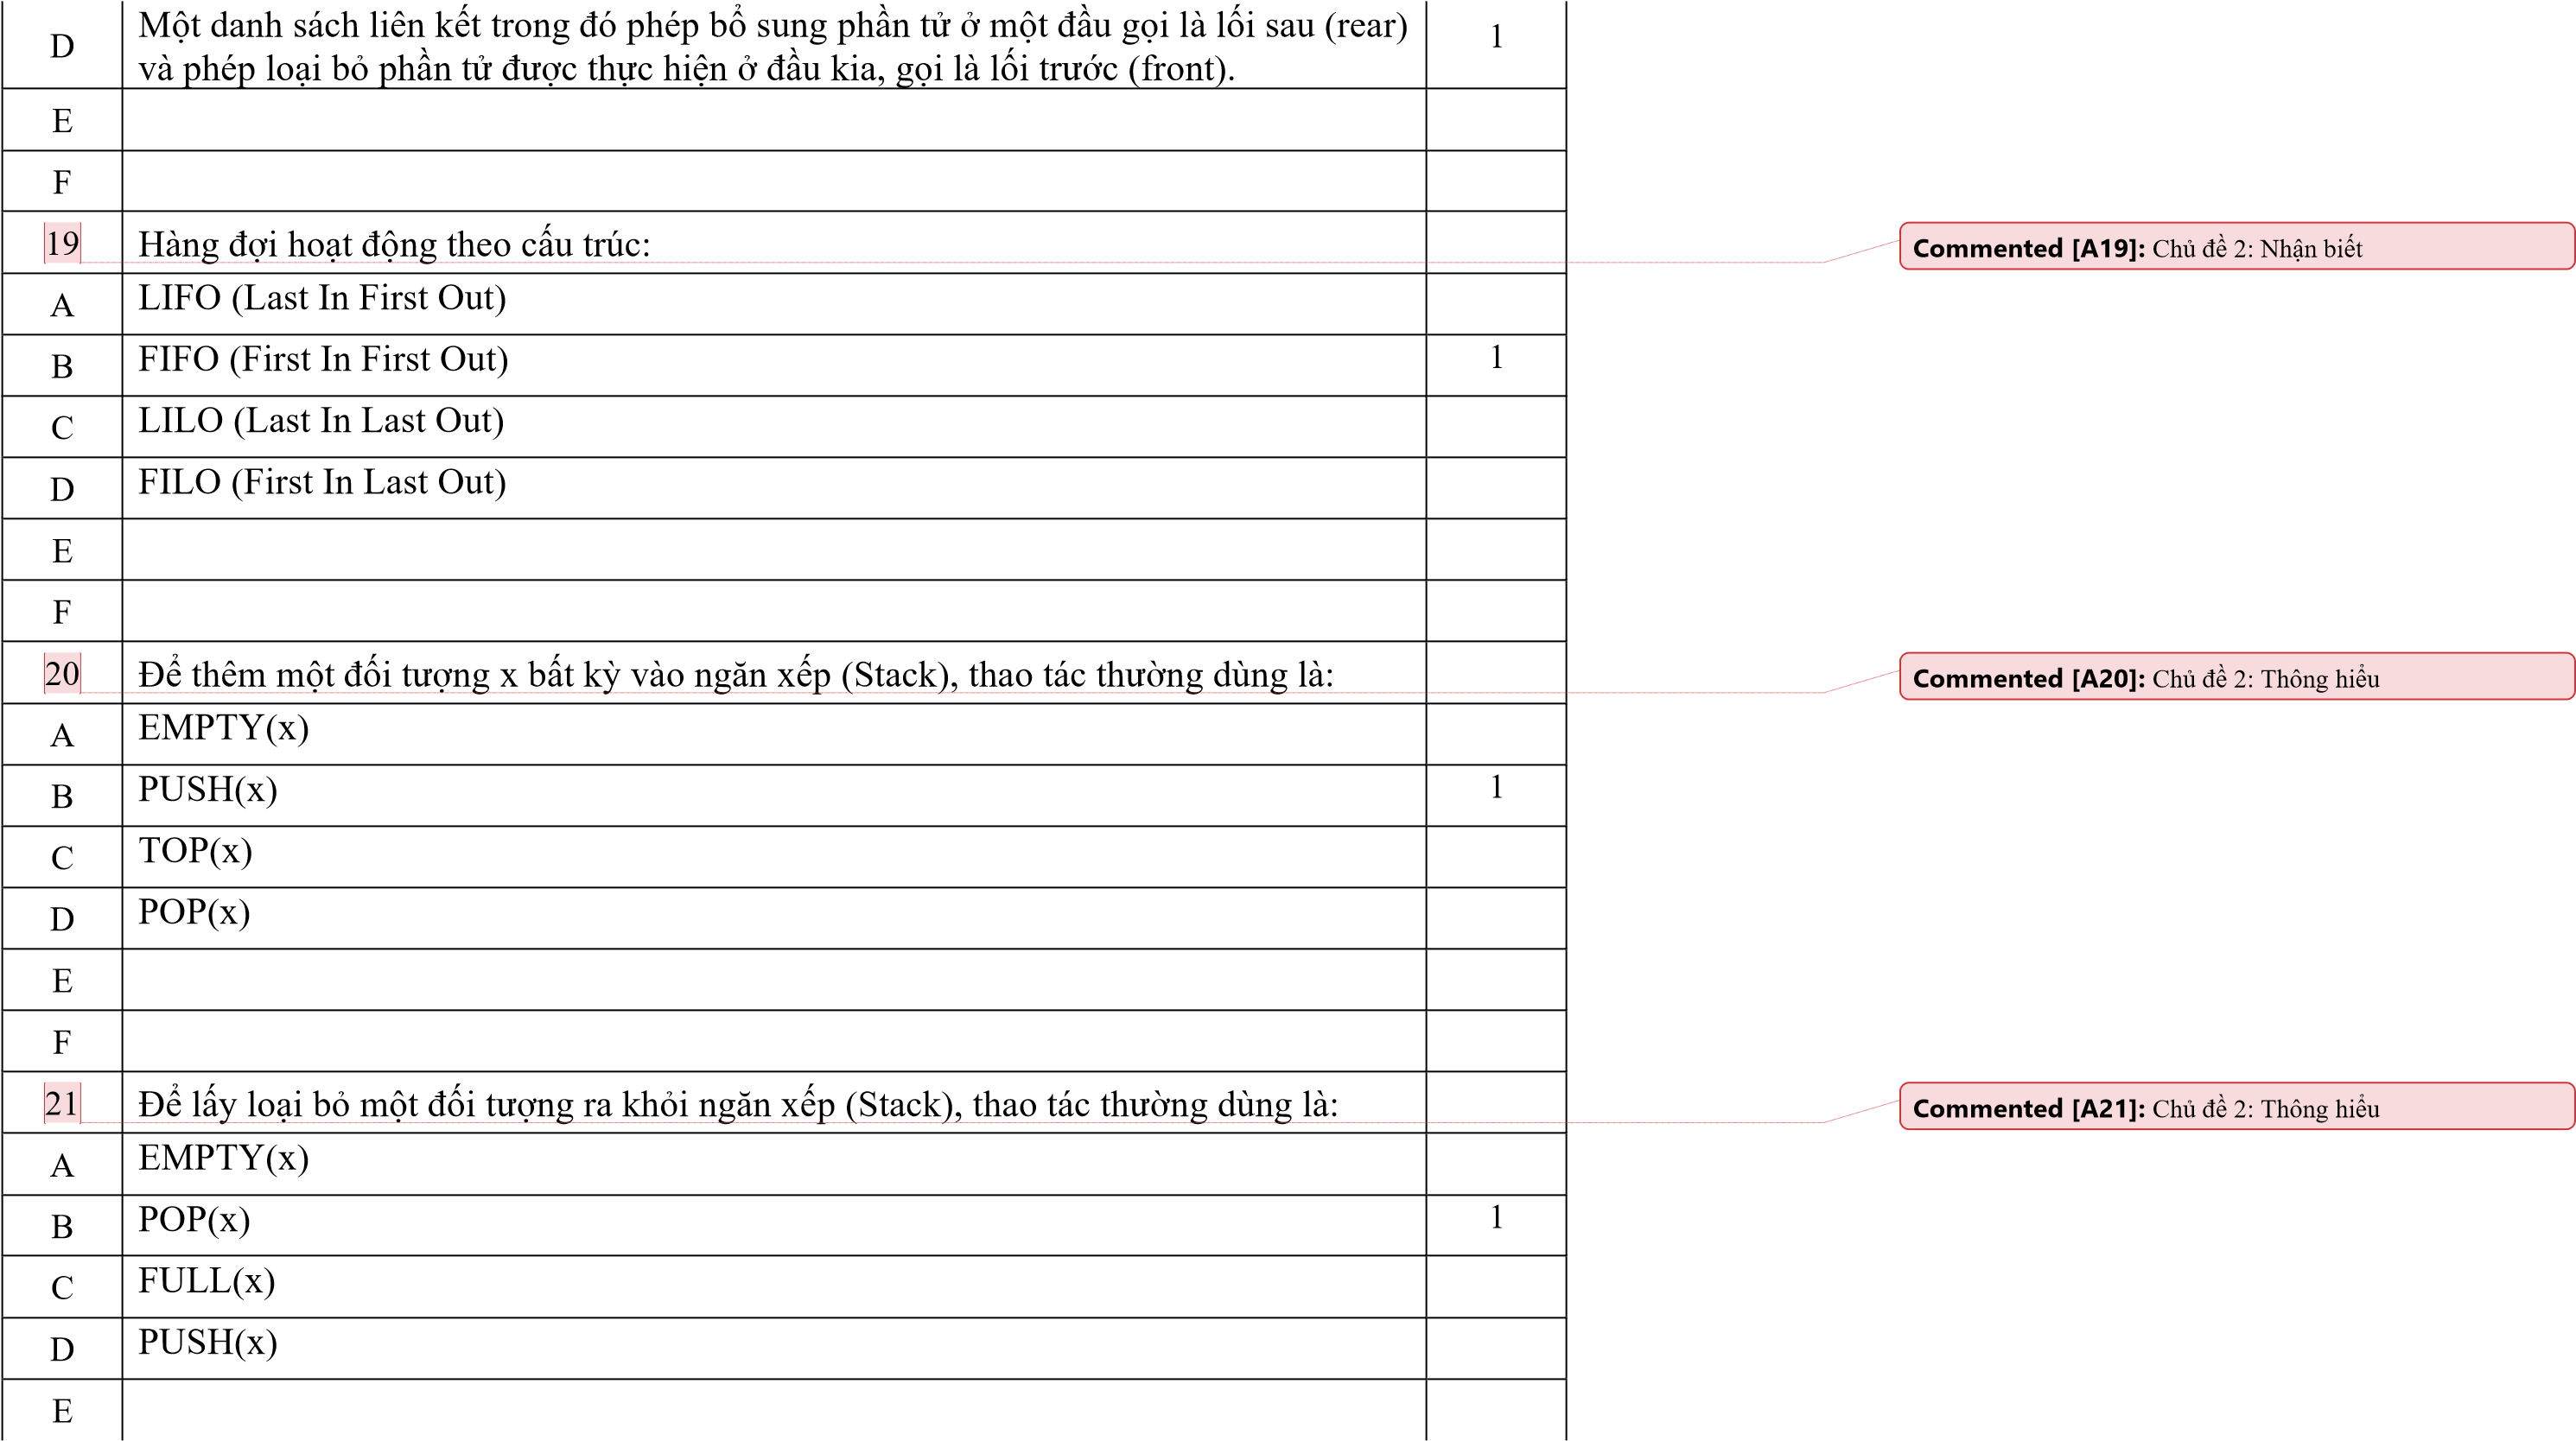 D Một danh sách liên kết trong đó phép bổ sung phần tử ở một đầu gọi là lối sau (rear) 1
và phép loại bỏ phần tử được thực hiện ở đầu kia, gọi là lối trước (front).
E
F
19 Hàng đợi hoạt động theo cấu trúc: Commented [A19]: Chủ đề 2: Nhận biết
A LIFO (Last In First Out)
B FIFO (First In First Out) 1
C LILO (Last In Last Out)
D FILO (First In Last Out)
E
F
20 Để thêm một đối tượng x bất kỳ vào ngăn xếp (Stack), thao tác thường dùng là: Commented [A20]: Chủ đề 2: Thông hiểu
A EMPTY(x)
B PUSH(x) 1
C TOP(x)
D POP(x)
E
F
21 Để lấy loại bỏ một đối tượng ra khỏi ngăn xếp (Stack), thao tác thường dùng là: Commented [A21]: Chủ đề 2: Thông hiểu
A EMPTY(x)
B POP(x) 1
C FULL(x)
D PUSH(x)
E